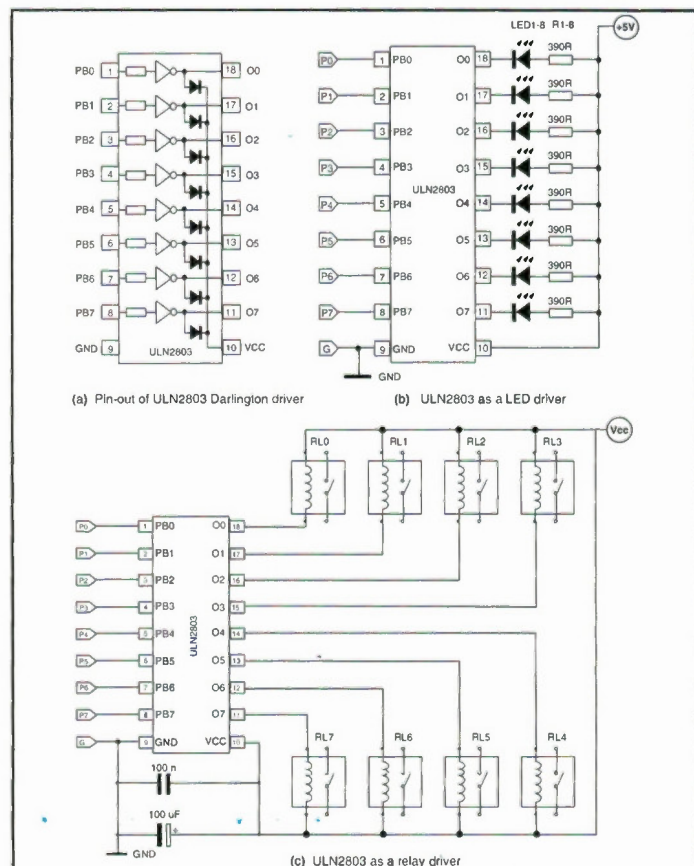 LED1-8 R1-8
+5V
PB0 1 18 O0
PB1 2 17 O1
PB2 3 16 O2
PB3 4 15 O3
PB4 5 14 O4
PB5 6 13 O5
PB6 7 12 O6
PB7 8 11 O7
GND 9 10 VCC
ULN2803
(a) Pin-out of ULN2803 Darlington driver
P0 1 PB0 O0 18 390R
P1 2 PB1 O1 17 390R
P2 3 PB2 O2 16 390R
P3 4 PB3 O3 15 390R
ULN2803
P4 5 PB4 O4 14 390R
P5 6 PB5 O5 13 390R
P6 7 PB6 O6 12 390R
P7 8 PB7 O7 11 390R
G 9 GND VCC 10
GND
(b) ULN2803 as a LED driver
Vcc
RL0 RL1 RL2 RL3
P0 1 PB0 O0 18
P1 2 PB1 O1 17
P2 3 PB2 O2 16
P3 4 PB3 O3 15
ULN2803
P4 5 PB4 O4 14
P5 6 PB5 O5 13
P6 7 PB6 O6 12
P7 8 PB7 O7 11
G 9 GND VCC 10
RL7 RL6 RL5 RL4
100 n
100 uF
+
GND
(c) ULN2803 as a relay driver